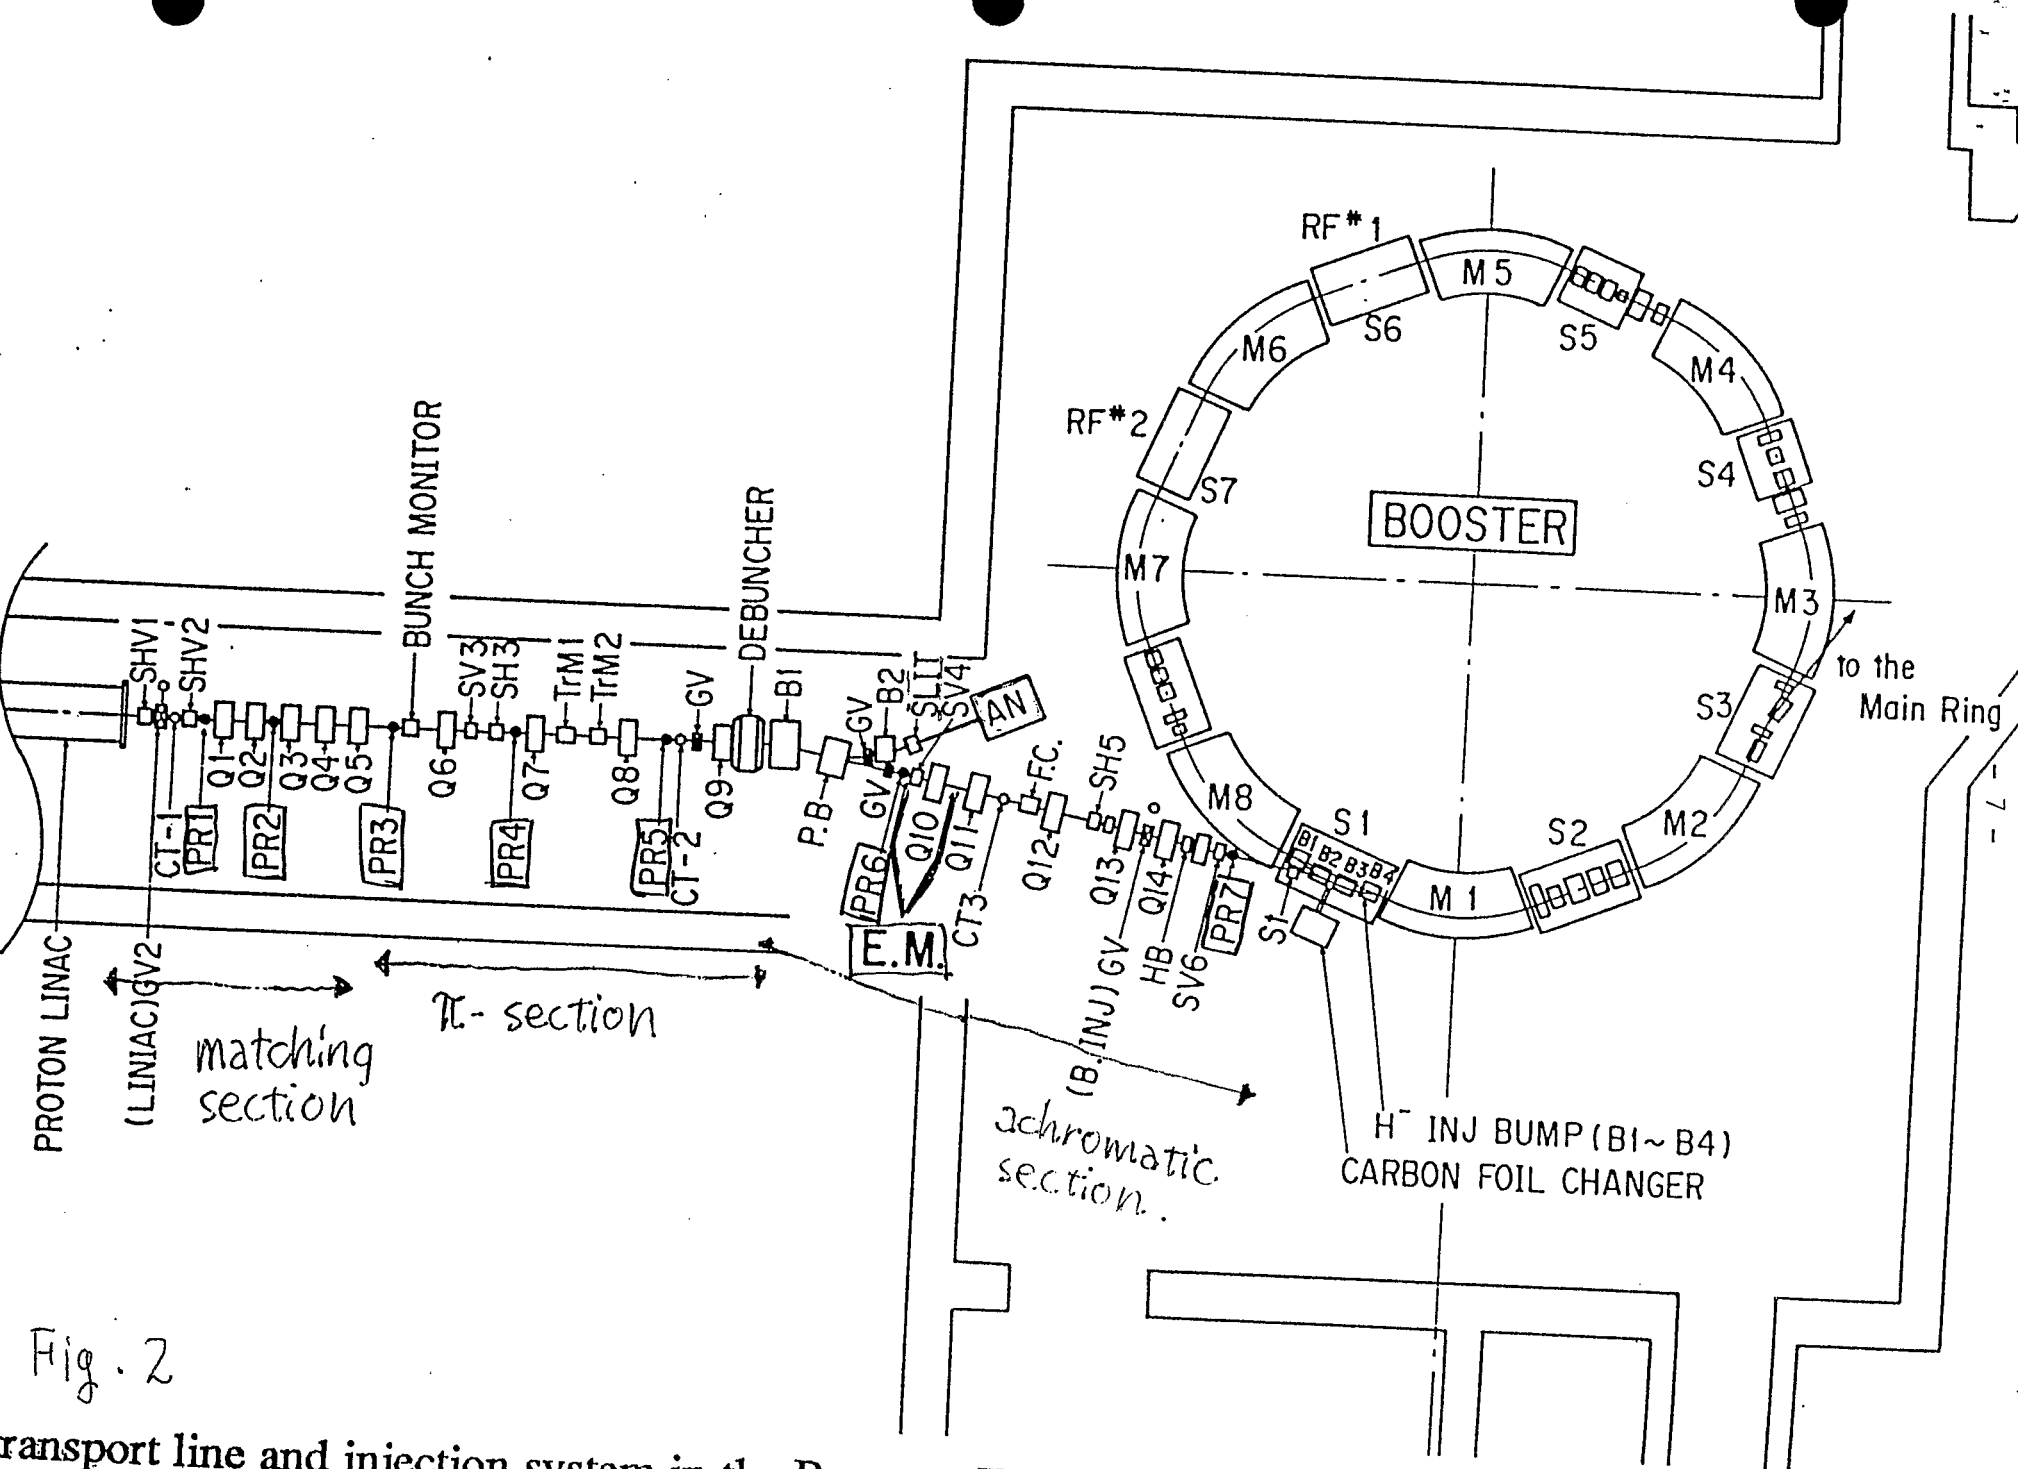 RF#1
M5
S6
S5
M6
M4
RF#2
S4
S7
BOOSTER
M7
M3
to the
Main Ring
S3
M8
S1
S2
M2
B1
B2
B3
B4
M1
S1
BUNCH MONITOR
DEBUNCHER
SHV1
SHV2
SV3
SH3
TrM1
TrM2
GV
B1
GV
B2
SLIT
SV4
AN
F.C.
SH5
Q1
Q2
Q3
Q4
Q5
Q6
Q7
Q8
Q9
P.B
GV
Q10
Q11
Q12
Q13
Q14
CT-1
PR1
PR2
PR3
PR4
PR5
CT-2
PR6
E.M.
CT3
(B.INJ)GV
HB
SV6
PR7
PROTON LINAC
(LINIAC)GV2
matching
section
π-section
achromatic
section.
H⁻ INJ BUMP(B1~B4)
CARBON FOIL CHANGER
- 7 -
Fig. 2
ransport line and injection system in the